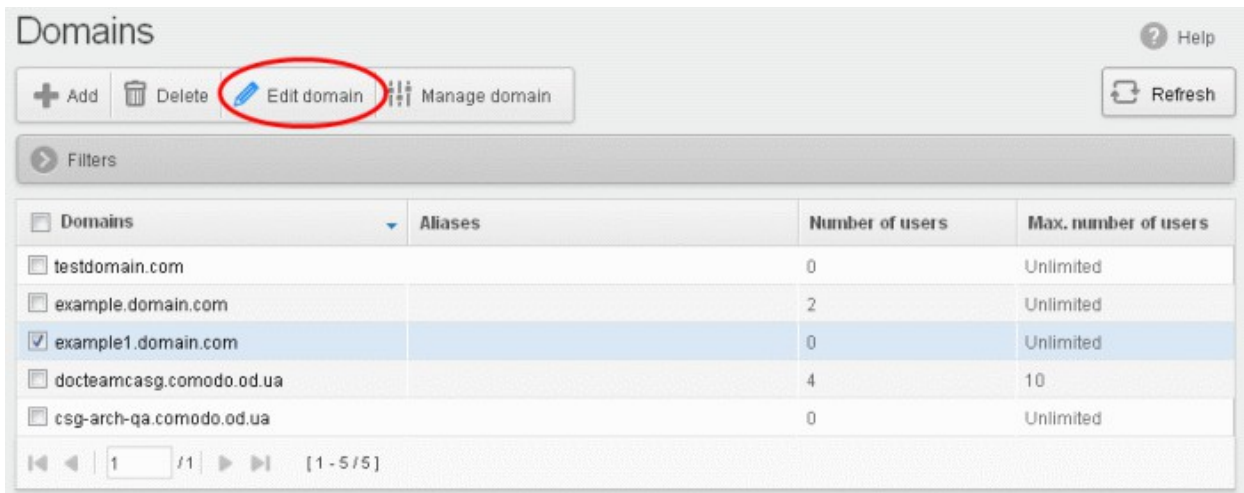 Domains
Help
Add Delete Edit domain Manage domain Refresh
Filters
Domains Aliases Number of users Max. number of users
testdomain.com 0 Unlimited
example.domain.com 2 Unlimited
example1.domain.com 0 Unlimited
docteamcasg.comodo.od.ua 4 10
csg-arch-qa.comodo.od.ua 0 Unlimited
1 /1 [1-5/5]